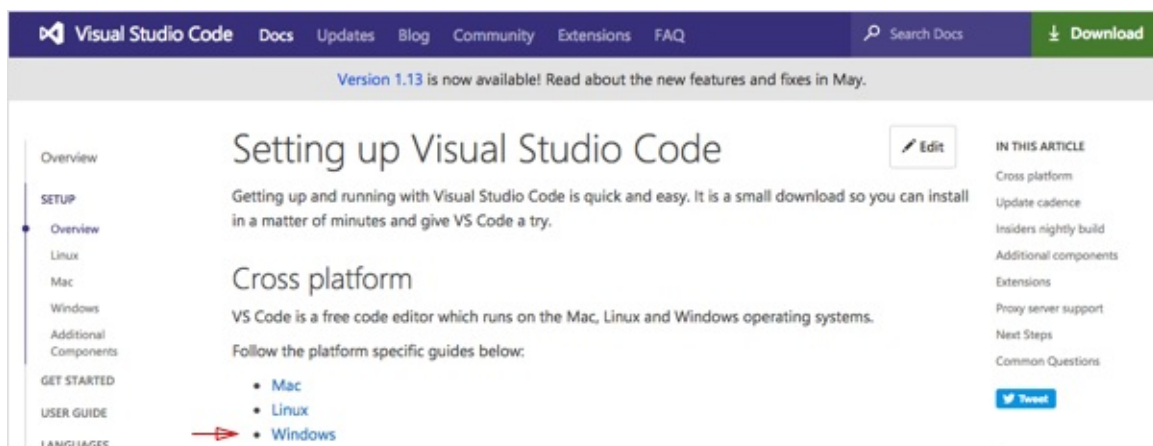 Visual Studio Code Docs Updates Blog Community Extensions FAQ Search Docs Download
Version 1.13 is now available! Read about the new features and fixes in May.
Overview
SETUP
Overview
Linux
Mac
Windows
Additional
Components
GET STARTED
USER GUIDE
LANGUAGES
Setting up Visual Studio Code
Edit
Getting up and running with Visual Studio Code is quick and easy. It is a small download so you can install
in a matter of minutes and give VS Code a try.
Cross platform
VS Code is a free code editor which runs on the Mac, Linux and Windows operating systems.
Follow the platform specific guides below:
• Mac
• Linux
• Windows
IN THIS ARTICLE
Cross platform
Update cadence
Insiders nightly build
Additional components
Extensions
Proxy server support
Next Steps
Common Questions
Tweet